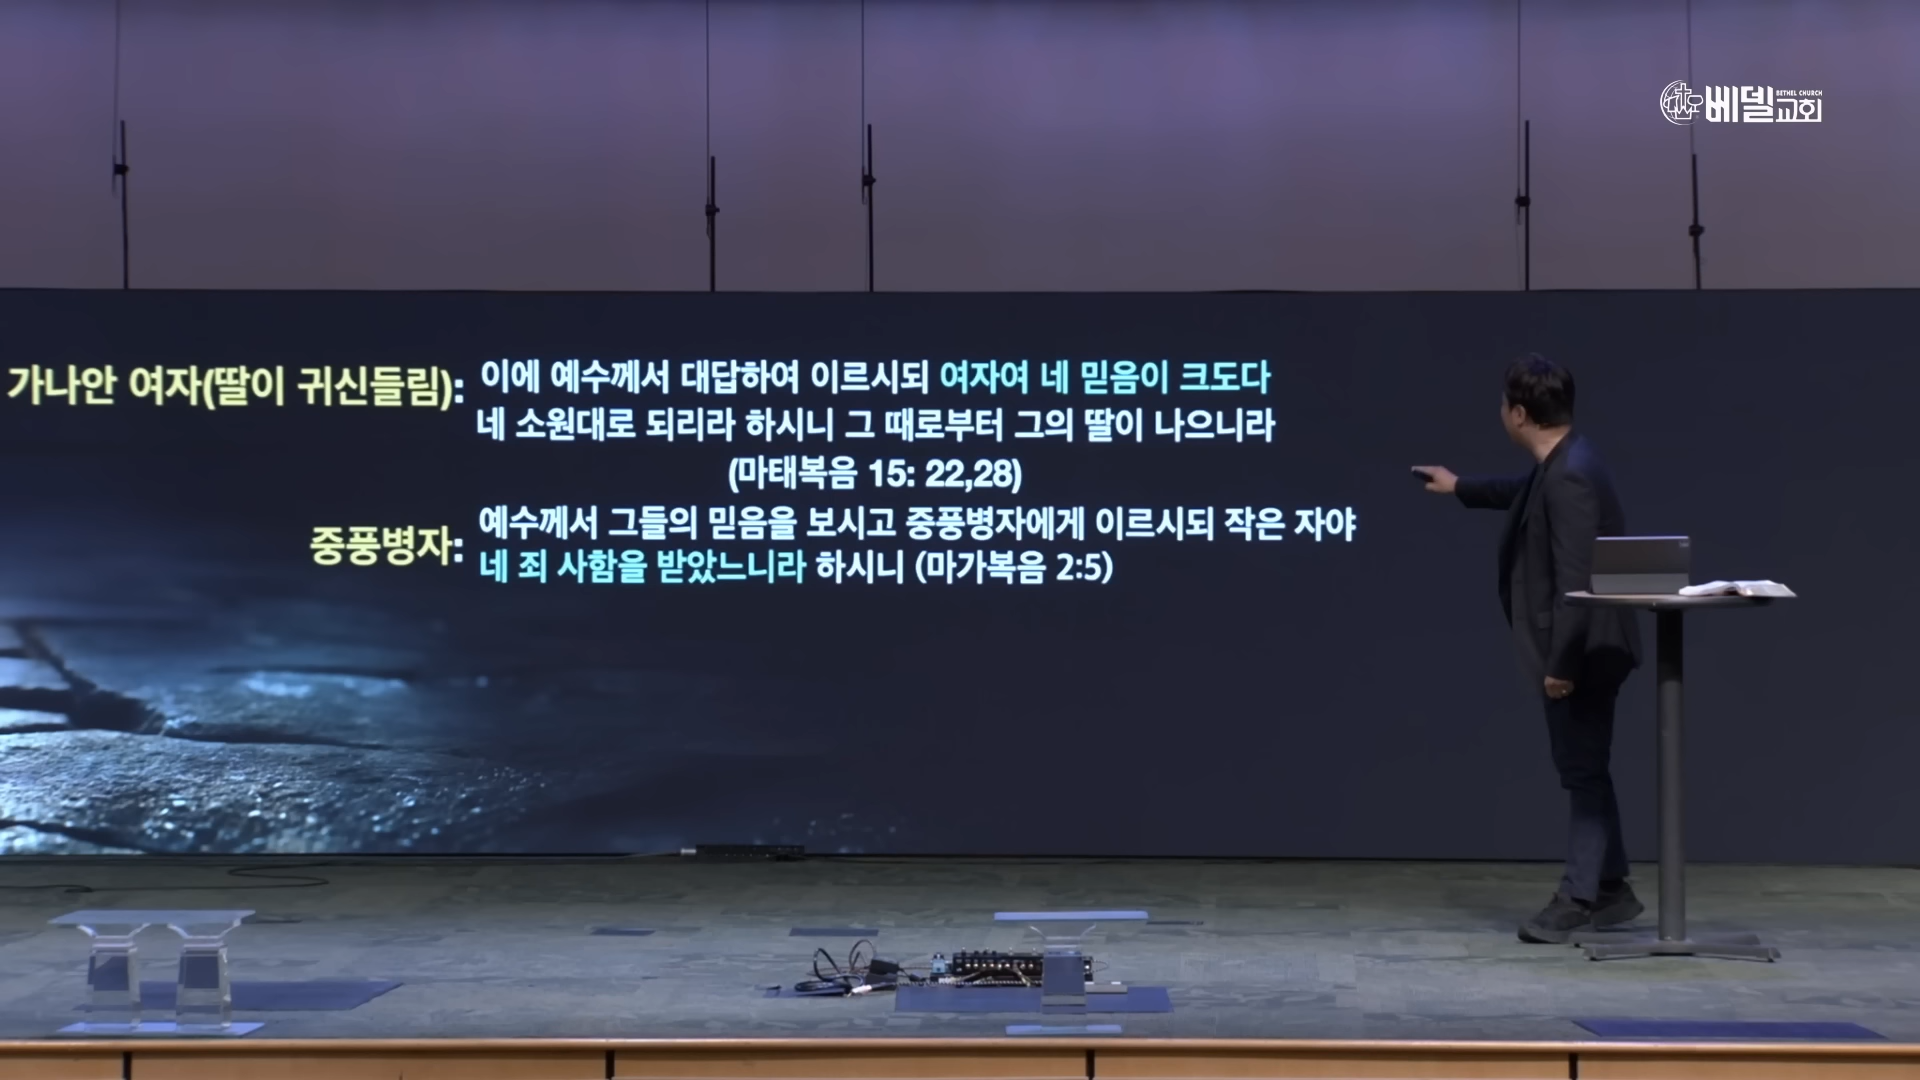 베델교회
BETHEL CHURCH
가나안 여자(딸이 귀신들림): 이에 예수께서 대답하여 이르시되 여자여 네 믿음이 크도다
네 소원대로 되리라 하시니 그 때로부터 그의 딸이 나으니라
(마태복음 15: 22,28)
중풍병자: 예수께서 그들의 믿음을 보시고 중풍병자에게 이르시되 작은 자야
네 죄 사함을 받았느니라 하시니 (마가복음 2:5)